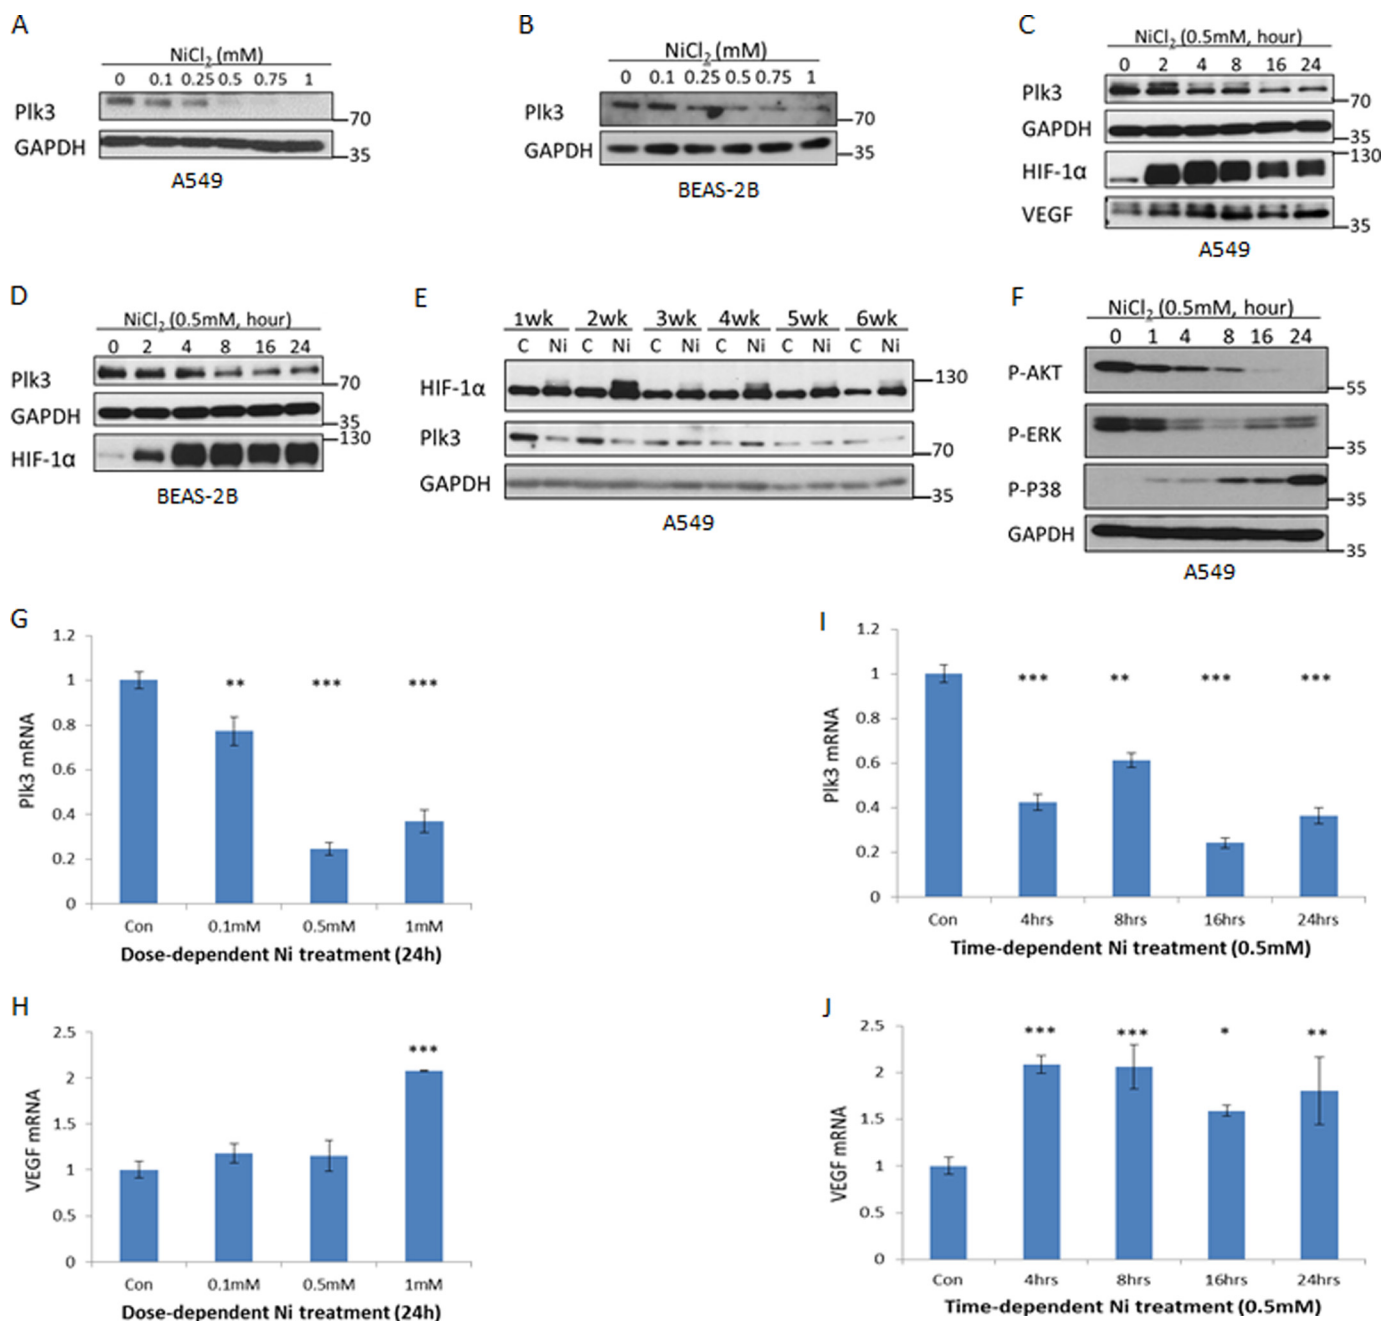 A
NiCl2 (mM)
0 0.1 0.25 0.5 0.75 1
Plk3
70
GAPDH
35
A549
B
NiCl2 (mM)
0 0.1 0.25 0.5 0.75 1
Plk3
70
GAPDH
35
BEAS-2B
C
NiCl2 (0.5mM, hour)
0 2 4 8 16 24
Plk3
70
GAPDH
35
HIF-1α
130
VEGF
35
A549
D
NiCl2 (0.5mM, hour)
0 2 4 8 16 24
Plk3
70
GAPDH
35
HIF-1α
130
BEAS-2B
E
1wk 2wk 3wk 4wk 5wk 6wk
C Ni C Ni C Ni C Ni C Ni C Ni
HIF-1α
130
Plk3
70
GAPDH
35
A549
F
NiCl2 (0.5mM, hour)
0 1 4 8 16 24
P-AKT
55
P-ERK
35
P-P38
35
GAPDH
35
A549
G
Plk3 mRNA
1.2
1
0.8
0.6
0.4
0.2
0
** *** ***
Con 0.1mM 0.5mM 1mM
Dose-dependent Ni treatment (24h)
I
Plk3 mRNA
1.2
1
0.8
0.6
0.4
0.2
0
*** ** *** ***
Con 4hrs 8hrs 16hrs 24hrs
Time-dependent Ni treatment (0.5mM)
H
VEGF mRNA
2.5
2
1.5
1
0.5
0
***
Con 0.1mM 0.5mM 1mM
Dose-dependent Ni treatment (24h)
J
VEGF mRNA
2.5
2
1.5
1
0.5
0
*** *** * **
Con 4hrs 8hrs 16hrs 24hrs
Time-dependent Ni treatment (0.5mM)